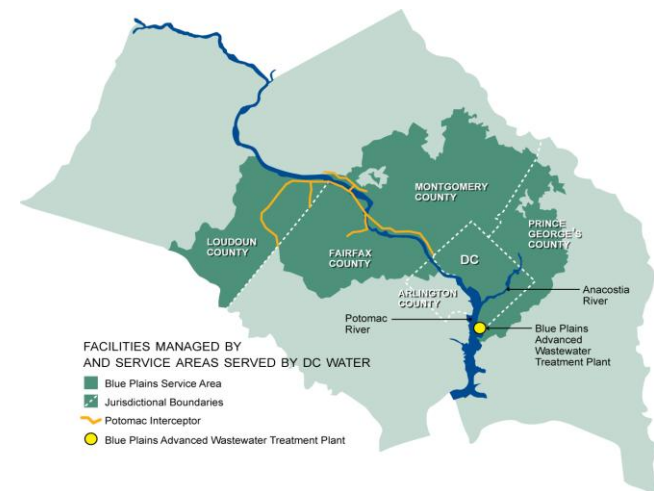 MONTGOMERY
COUNTY
PRINCE
GEORGE'S
COUNTY
LOUDOUN
COUNTY
FAIRFAX
COUNTY
DC
ARLINGTON
COUNTY
Anacostia
River
Potomac
River
Blue Plains
Advanced
Wastewater
Treatment Plant
FACILITIES MANAGED BY
AND SERVICE AREAS SERVED BY DC WATER
Blue Plains Service Area
Jurisdictional Boundaries
Potomac Interceptor
Blue Plains Advanced Wastewater Treatment Plant